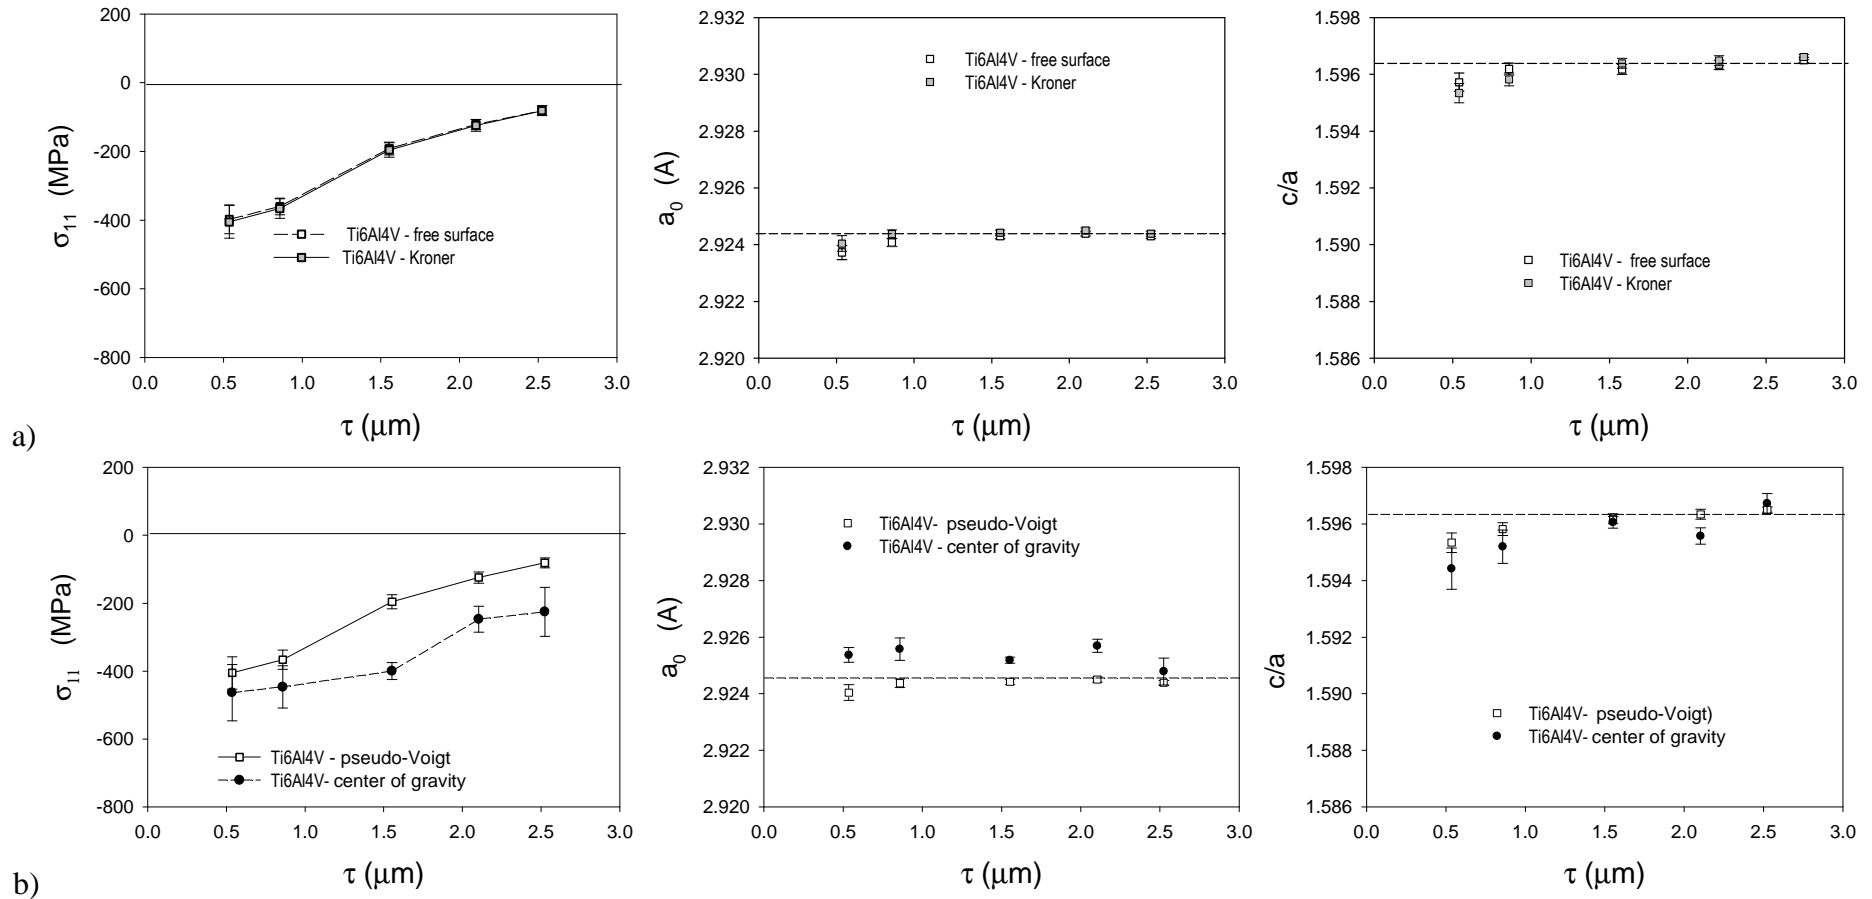 200
0
-200
-400
-600
-800
0.0 0.5 1.0 1.5 2.0 2.5 3.0
σ11 (MPa)
τ (μm)
Ti6Al4V - free surface
Ti6Al4V - Kroner
2.932
2.930
2.928
2.926
2.924
2.922
2.920
0.0 0.5 1.0 1.5 2.0 2.5 3.0
a0 (A)
τ (μm)
Ti6Al4V - free surface
Ti6Al4V - Kroner
1.598
1.596
1.594
1.592
1.590
1.588
1.586
0.0 0.5 1.0 1.5 2.0 2.5 3.0
c/a
τ (μm)
Ti6Al4V - free surface
Ti6Al4V - Kroner
a)
200
0
-200
-400
-600
-800
0.0 0.5 1.0 1.5 2.0 2.5 3.0
σ11 (MPa)
τ (μm)
Ti6Al4V - pseudo-Voigt
Ti6Al4V- center of gravity
2.932
2.930
2.928
2.926
2.924
2.922
2.920
0.0 0.5 1.0 1.5 2.0 2.5 3.0
a0 (A)
τ (μm)
Ti6Al4V- pseudo-Voigt
Ti6Al4V - center of gravity
1.598
1.596
1.594
1.592
1.590
1.588
1.586
0.0 0.5 1.0 1.5 2.0 2.5 3.0
c/a
τ (μm)
Ti6Al4V- pseudo-Voigt)
Ti6Al4V- center of gravity
b)